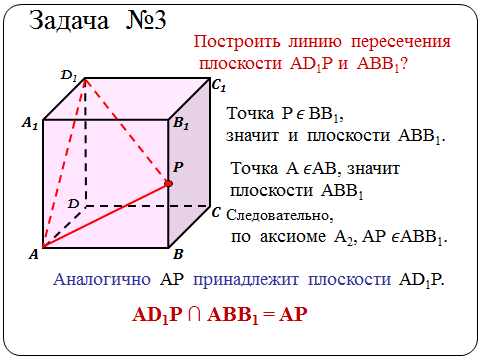 Задача №3
Построить линию пересечения
плоскости AD₁P и ABB₁?
D₁
C₁
A₁
B₁
P
D
C
A
B
Точка P ϵ BB₁,
значит и плоскости ABB₁.
Точка A ϵAB, значит
плоскости ABB₁
Следовательно,
по аксиоме A₂, AP ϵABB₁.
Аналогично AP принадлежит плоскости AD₁P.
AD₁P ∩ ABB₁ = AP